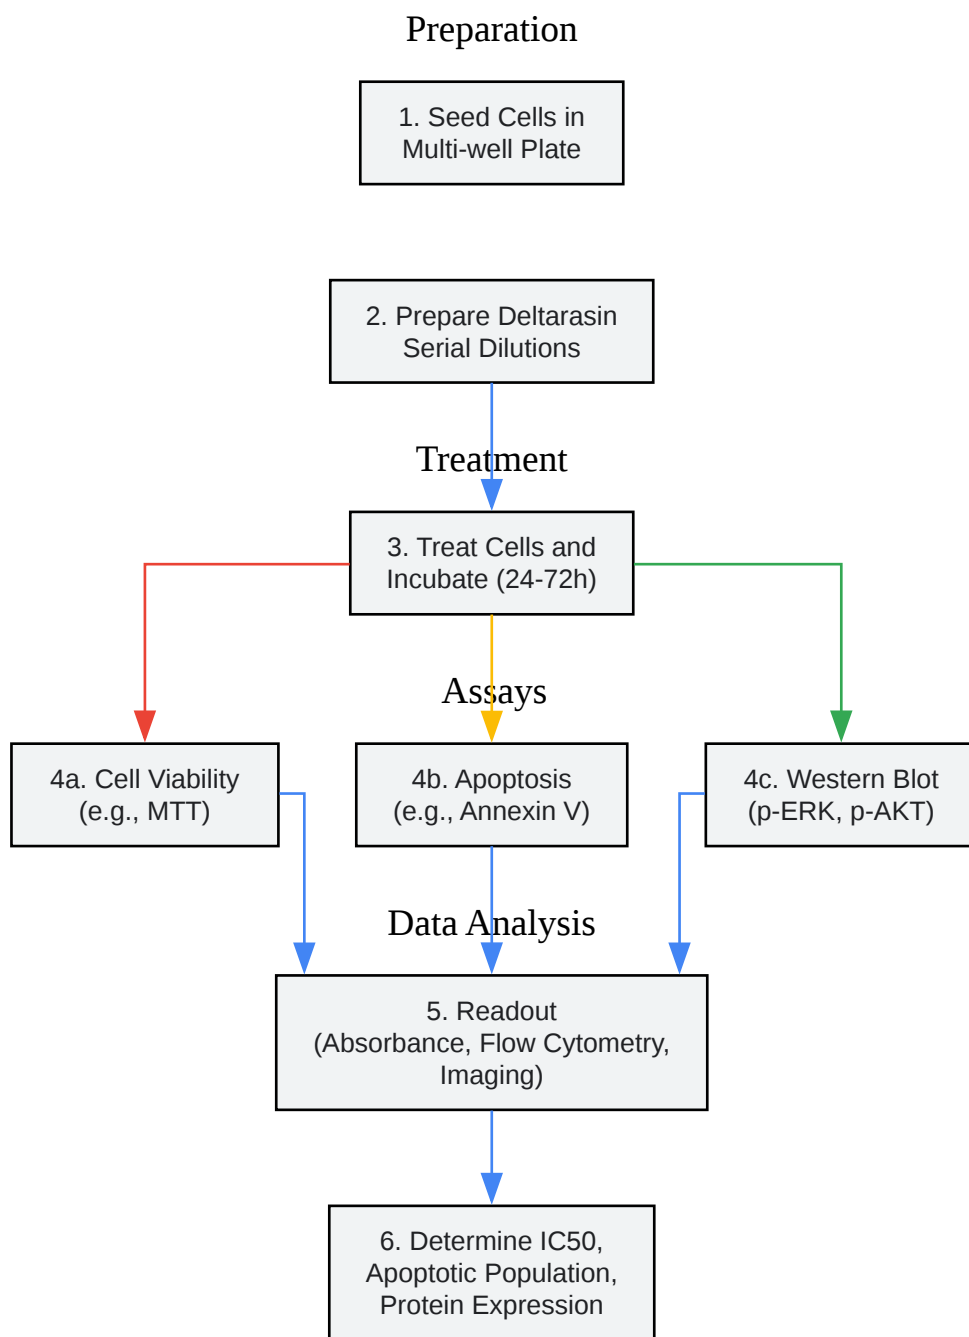 Preparation
1. Seed Cells in
Multi-well Plate
2. Prepare Deltarasin
Serial Dilutions
Treatment
3. Treat Cells and
Incubate (24-72h)
Assays
4a. Cell Viability
(e.g., MTT)
4b. Apoptosis
(e.g., Annexin V)
4c. Western Blot
(p-ERK, p-AKT)
Data Analysis
5. Readout
(Absorbance, Flow Cytometry,
Imaging)
6. Determine IC50,
Apoptotic Population,
Protein Expression